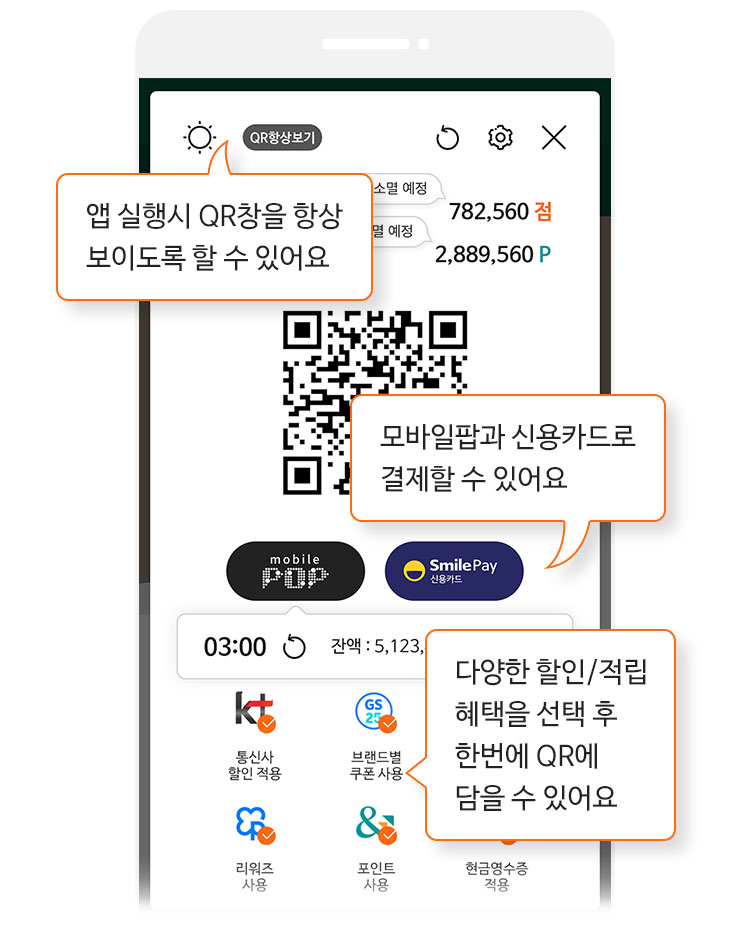 QR항상보기
앱 실행시 QR창을 항상
보이도록 할 수 있어요
소멸 예정
782,560 점
예정
2,889,560 P
모바일팝과 신용카드로
결제할 수 있어요
mobile
POP
Smile Pay
신용카드
03:00
잔액 : 5,123,
다양한 할인/적립
혜택을 선택 후
한번에 QR에
담을 수 있어요
kt
GS
25
통신사
할인 적용
브랜드별
쿠폰 사용
&
리워즈
사용
포인트
사용
현금영수증
적용